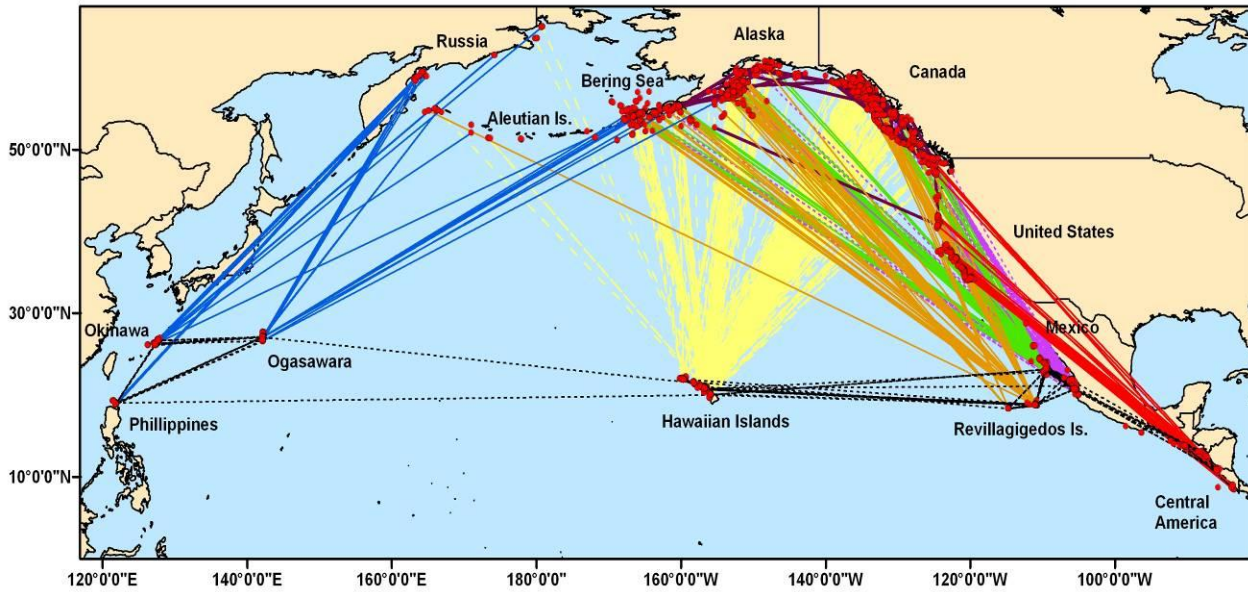 Russia
Alaska
Canada
Bering Sea
Aleutian Is.
50°0'0"N
United States
30°0'0"N
Okinawa
Mexico
Ogasawara
Phillippines
Hawaiian Islands
Revillagigedos Is.
10°0'0"N
Central
America
120°0'0"E
140°0'0"E
160°0'0"E
180°0'0"
160°0'0"W
140°0'0"W
120°0'0"W
100°0'0"W